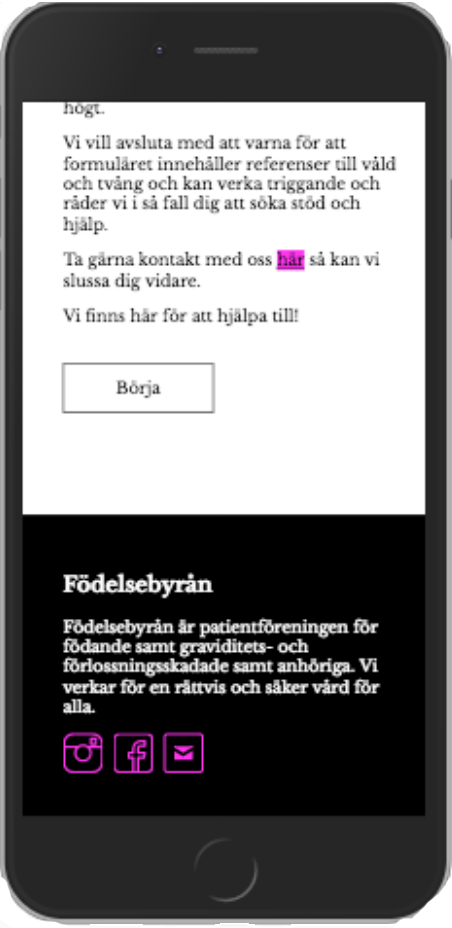 högt.
Vi vill avsluta med att varna för att
formuläret innehåller referenser till våld
och tvång och kan verka triggande och
råder vi i så fall dig att söka stöd och
hjälp.
Ta gärna kontakt med oss här så kan vi
slussa dig vidare.
Vi finns här för att hjälpa till!
Börja
Födelsebyrån
Födelsebyrån är patientföreningen för
födande samt graviditets- och
förlossningsskadade samt anhöriga. Vi
verkar för en rättvis och säker vård för
alla.